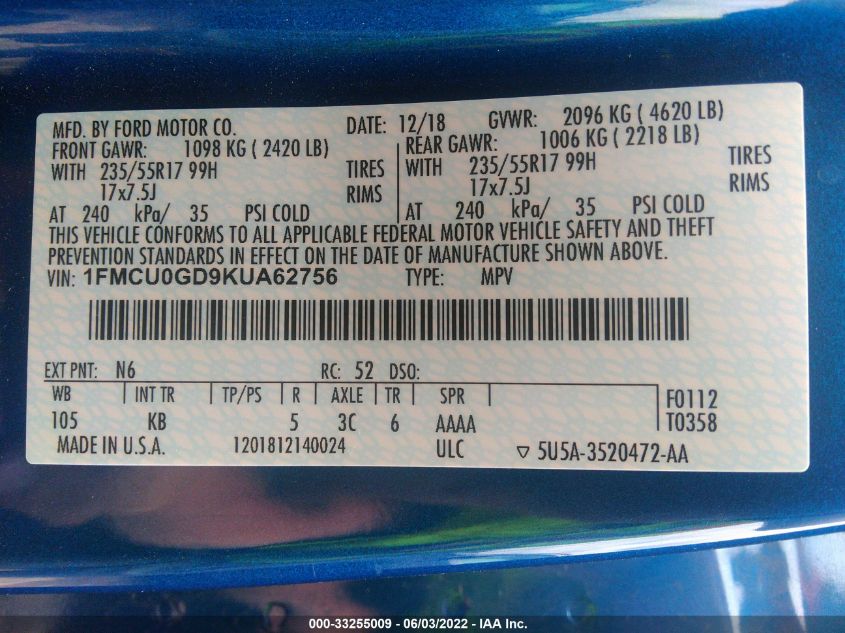 MFD. BY FORD MOTOR CO. DATE: 12/18 GVWR: 2096 KG ( 4620 LB)
FRONT GAWR: 1098 KG ( 2420 LB) REAR GAWR: 1006 KG ( 2218 LB)
WITH 235/55R17 99H TIRES WITH 235/55R17 99H TIRES
17x7.5J RIMS 17x7.5J RIMS
AT 240 kPa/ 35 PSI COLD AT 240 kPa/ 35 PSI COLD
THIS VEHICLE CONFORMS TO ALL APPLICABLE FEDERAL MOTOR VEHICLE SAFETY AND THEFT
PREVENTION STANDARDS IN EFFECT ON THE DATE OF MANUFACTURE SHOWN ABOVE.
VIN: 1FMCU0GD9KUA62756 TYPE: MPV
EXT PNT: N6 RC: 52 DSO:
WB INT TR TP/PS R AXLE TR SPR F0112
105 KB 5 3C 6 AAAA T0358
MADE IN U.S.A. 1201812140024 ULC ▽ 5U5A-3520472-AA
000-33255009 - 06/03/2022 - IAA Inc.